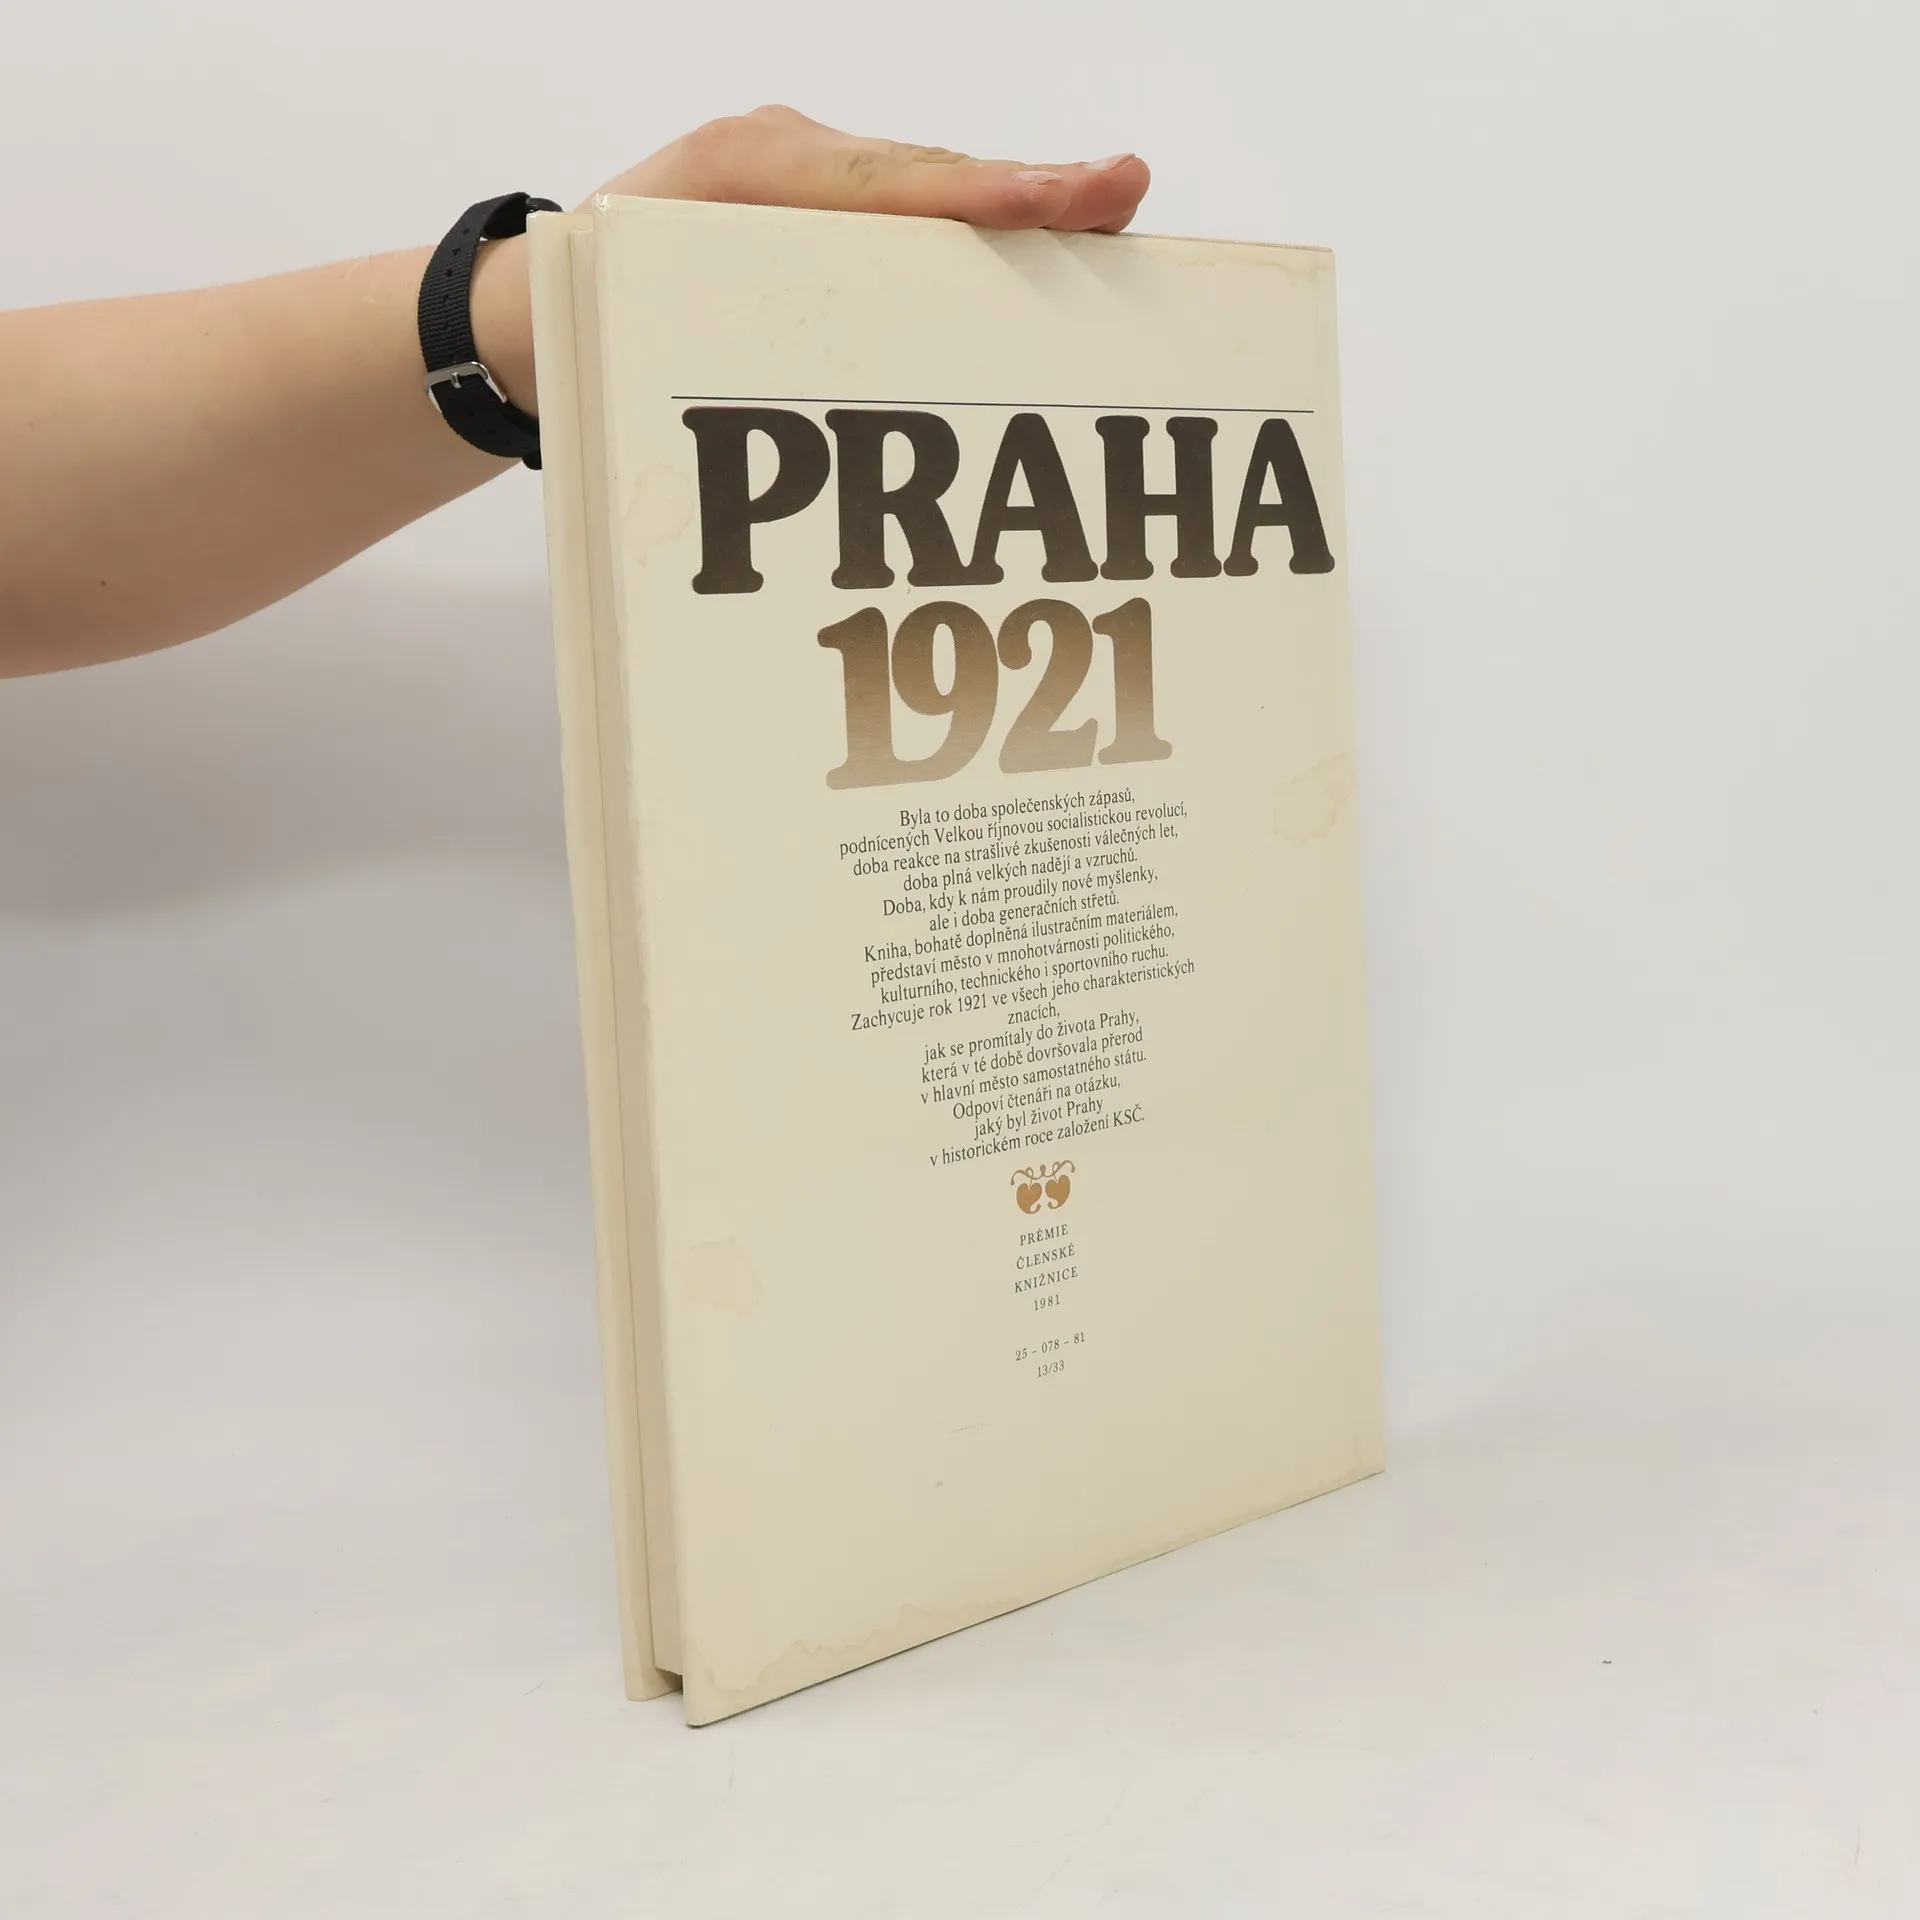 PRAHA
1921
Byla to doba společenských zápasů,
podnícených Velkou říjnovou socialistickou revolucí,
doba reakce na strašlivé zkušenosti válečných let,
doba plná velkých nadějí a vzruchů.
Doba, kdy k nám proudily nové myšlenky,
ale i doba generačních střetů.
Kniha, bohatě doplněná ilustračním materiálem,
představí město v mnohotvárnosti politického,
kulturního, technického i sportovního ruchu.
Zachycuje rok 1921 ve všech jeho charakteristických
znacích,
jak se promítaly do života Prahy,
která v té době dovršovala přerod
v hlavní město samostatného státu.
Odpoví čtenáři na otázku,
jaký byl život Prahy
v historickém roce založení KSČ.
PRÉMIE
ČLENSKÉ
KNIŽNICE
1981
25 – 078 – 81
13/33